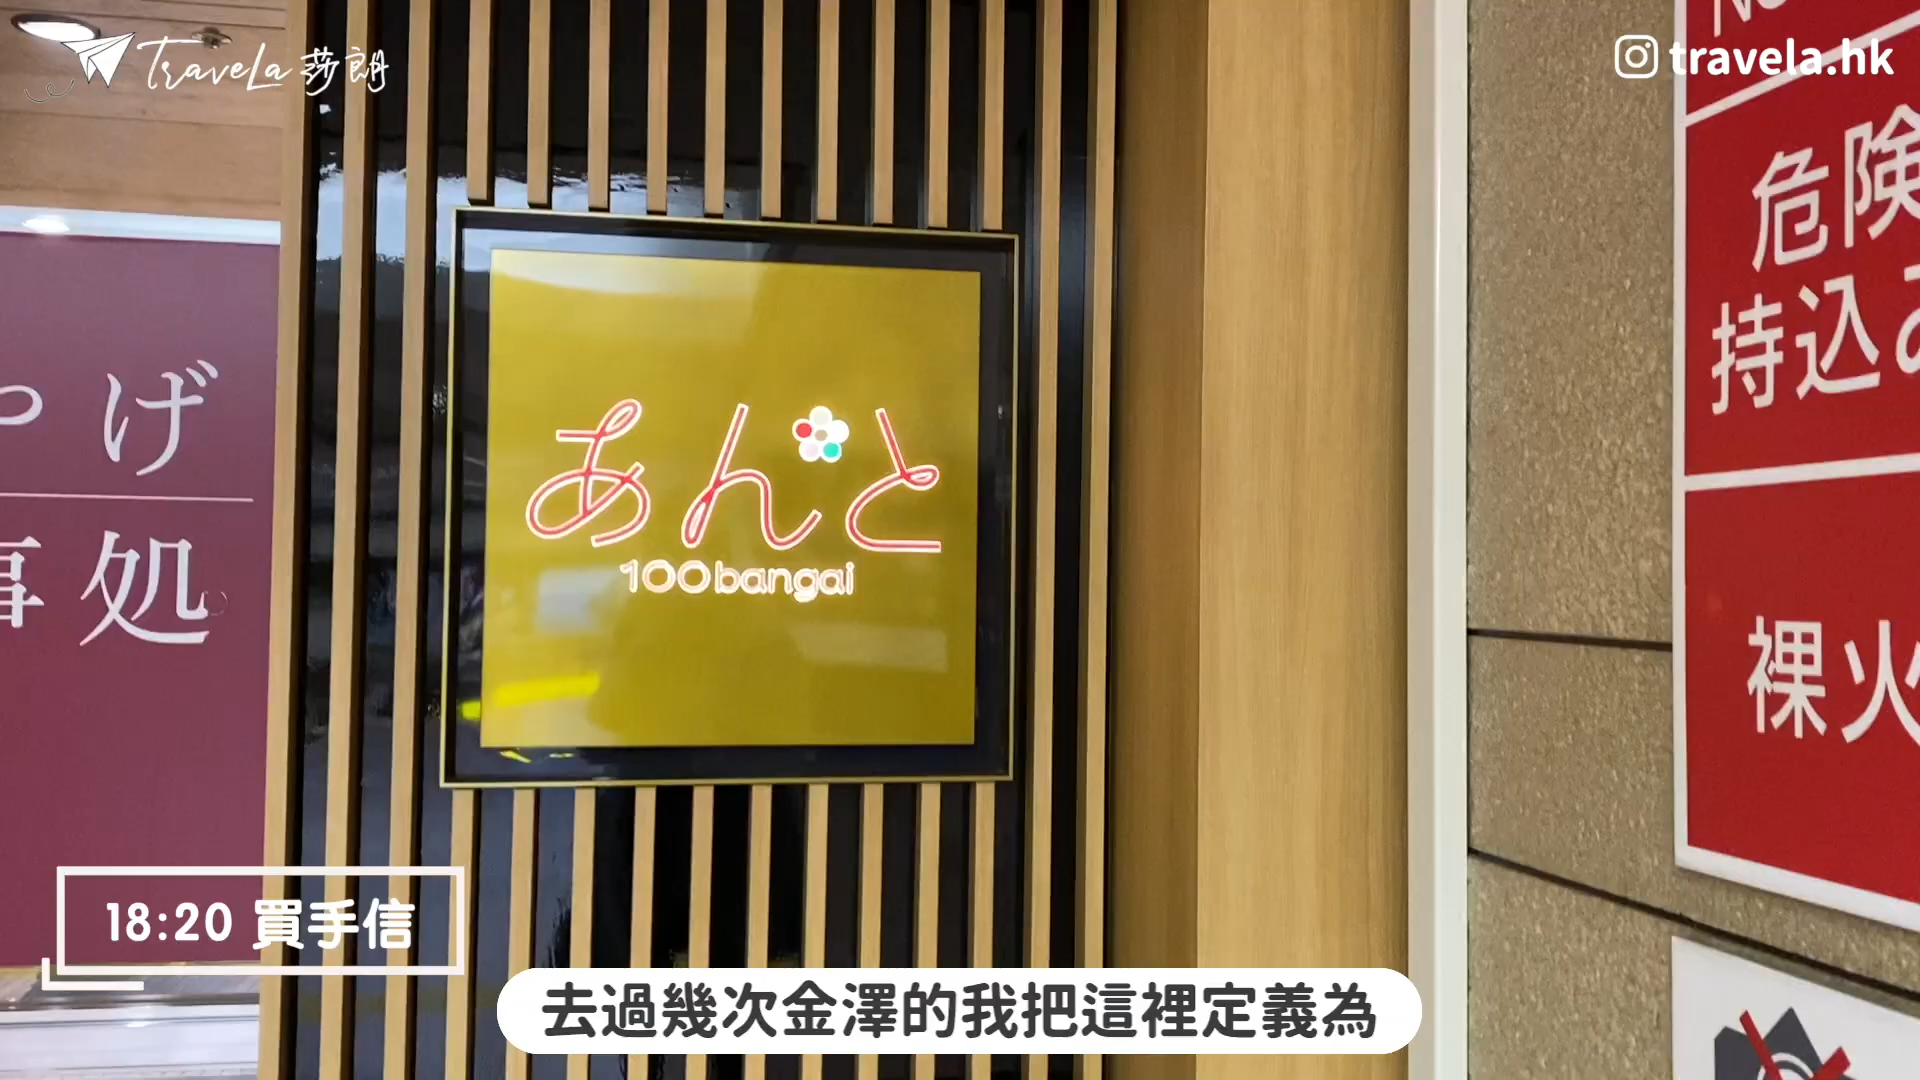 TraveLa 莎朗
travela.hk
げ
処
あんと
100bangai
危険
持込
裸火
18:20 買手信
去過幾次金澤的我把這裡定義為